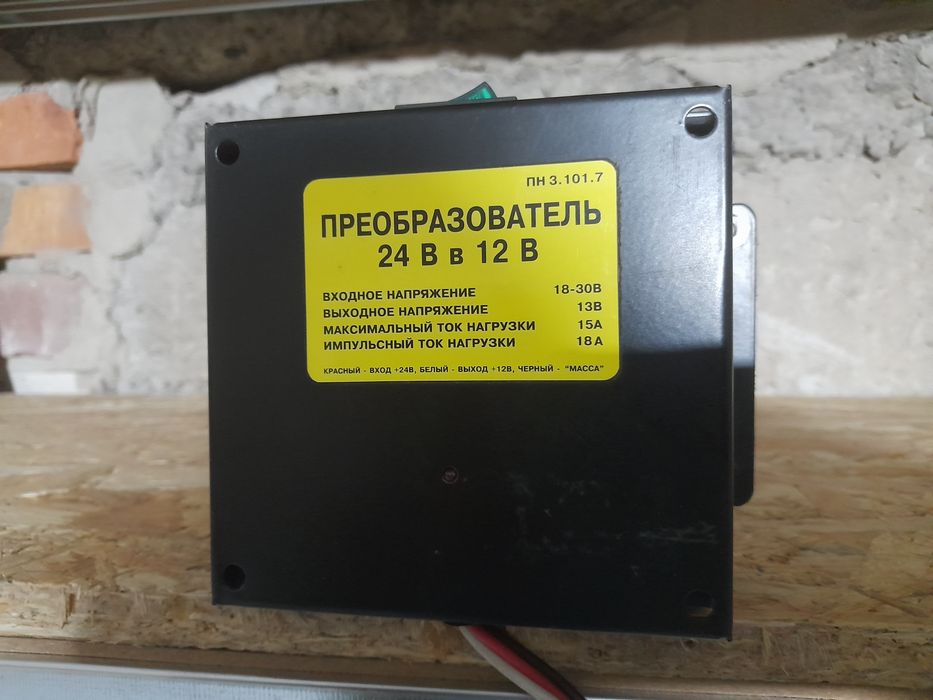 ПН 3.101.7
ПРЕОБРАЗОВАТЕЛЬ
24 В в 12 В
ВХОДНОЕ НАПРЯЖЕНИЕ 18-30В
ВЫХОДНОЕ НАПРЯЖЕНИЕ 13В
МАКСИМАЛЬНЫЙ ТОК НАГРУЗКИ 15А
ИМПУЛЬСНЫЙ ТОК НАГРУЗКИ 18А
КРАСНЫЙ - ВХОД +24В, БЕЛЫЙ - ВЫХОД +12В, ЧЕРНЫЙ - "МАССА"